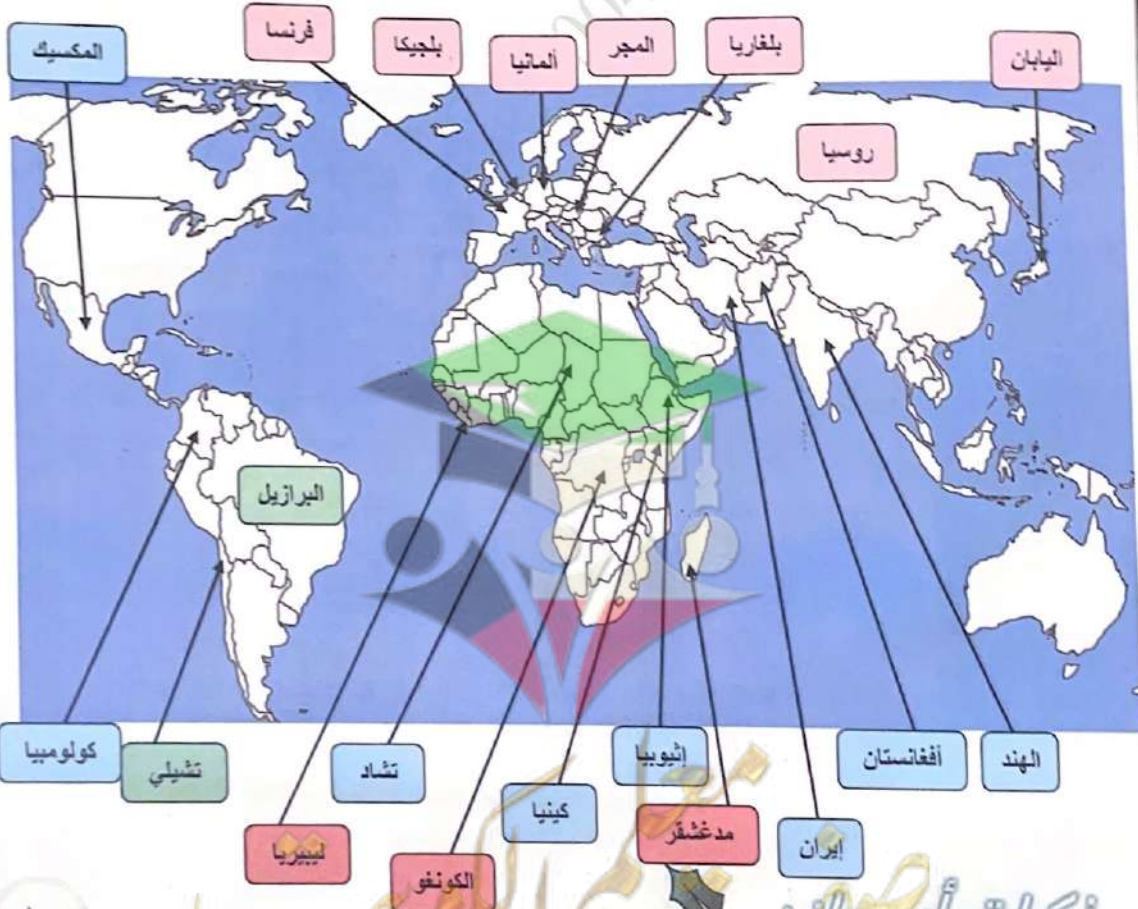 المكسيك
فرنسا
بلجيكا
ألمانيا
المجر
بلغاريا
اليابان
روسيا
البرازيل
كولومبيا
تشيلي
تشاد
إثيوبيا
أفغانستان
الهند
ليبيريا
كينيا
مدغشقر
إيران
الكونغو
معلم